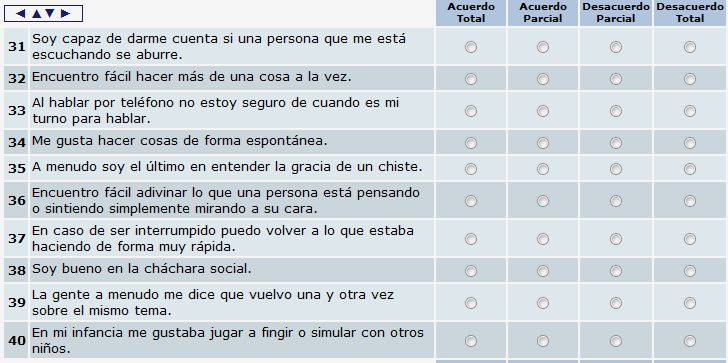 Acuerdo Total
Acuerdo Parcial
Desacuerdo Parcial
Desacuerdo Total
31 Soy capaz de darme cuenta si una persona que me está
escuchando se aburre.
32 Encuentro fácil hacer más de una cosa a la vez.
33 Al hablar por teléfono no estoy seguro de cuando es mi
turno para hablar.
34 Me gusta hacer cosas de forma espontánea.
35 A menudo soy el último en entender la gracia de un chiste.
36 Encuentro fácil adivinar lo que una persona está pensando
o sintiendo simplemente mirando a su cara.
37 En caso de ser interrumpido puedo volver a lo que estaba
haciendo de forma muy rápida.
38 Soy bueno en la cháchara social.
39 La gente a menudo me dice que vuelvo una y otra vez
sobre el mismo tema.
40 En mi infancia me gustaba jugar a fingir o simular con otros
niños.